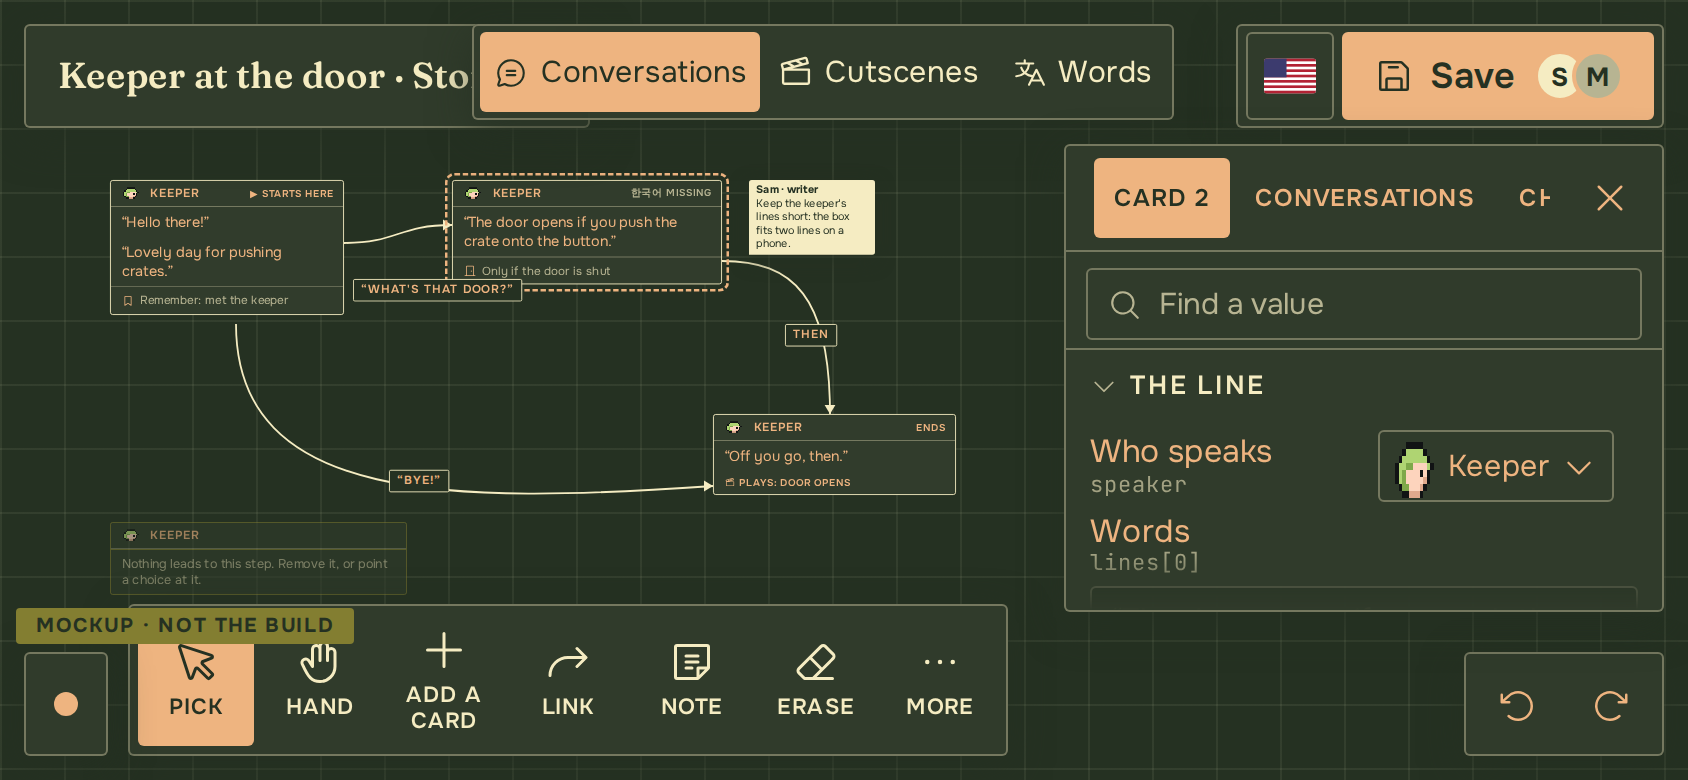 Keeper at the door · Sto
Conversations
Cutscenes
Words
Save
S
M
KEEPER
▶ STARTS HERE
“Hello there!”
“Lovely day for pushing
crates.”
Remember: met the keeper
KEEPER
한국어 MISSING
“The door opens if you push the
crate onto the button.”
Only if the door is shut
“WHAT'S THAT DOOR?”
Sam · writer
Keep the keeper's
lines short: the box
fits two lines on a
phone.
THEN
KEEPER
ENDS
“Off you go, then.”
PLAYS: DOOR OPENS
“BYE!”
KEEPER
Nothing leads to this step. Remove it, or point
a choice at it.
CARD 2
CONVERSATIONS
CH
Find a value
THE LINE
Who speaks
speaker
Keeper
Words
lines[0]
MOCKUP · NOT THE BUILD
PICK
HAND
ADD A
CARD
LINK
NOTE
ERASE
MORE